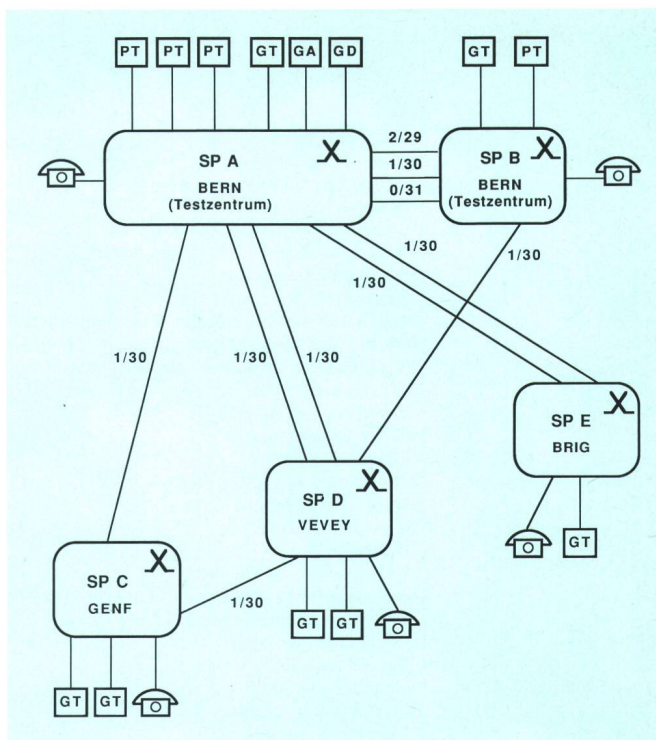 PT PT PT GT GA GD GT PT
2/29
SP A 1/30 SP B
BERN 0/31 BERN
(Testzentrum) (Testzentrum)
1/30
1/30 1/30
1/30 1/30 1/30
SP E
BRIG
SP D
VEVEY
GT
SP C
GENF
1/30
GT GT
GT GT